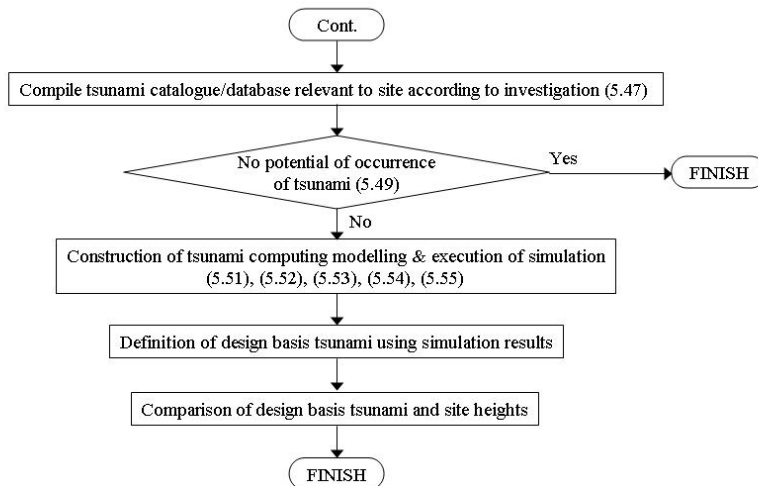 Cont.
Compile tsunami catalogue/database relevant to site according to investigation (5.47)
No potential of occurrence
of tsunami (5.49)
Yes
FINISH
No
Construction of tsunami computing modelling & execution of simulation
(5.51), (5.52), (5.53), (5.54), (5.55)
Definition of design basis tsunami using simulation results
Comparison of design basis tsunami and site heights
FINISH